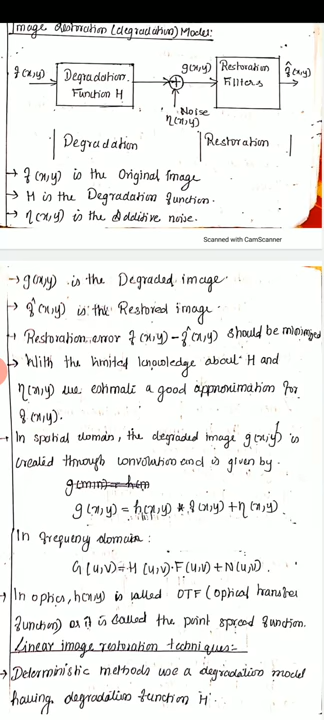 Image Restoration (degradation) Model:
f(x,y)
Degradation
Function H
+
g(x,y)
Restoration
Filters
f̂(x,y)
Noise
η(x,y)
Degradation
Restoration
→ f(x,y) is the Original Image
→ H is the Degradation function.
→ η(x,y) is the Additive noise.
Scanned with CamScanner
→ g(x,y) is the Degraded image.
→ f̂(x,y) is the Restored image.
→ Restoration error f(x,y) - f̂(x,y) should be minimized
→ With the limited knowledge about H and
η(x,y) we estimate a good approximation for
f(x,y).
→ In spatial domain, the degraded image g(x,y) is
created through convolution and is given by.
g(x,y) = h(x,y) * f(x,y) + η(x,y)
In frequency domain:
G(u,v) = H(u,v)·F(u,v) + N(u,v).
→ In optics, h(x,y) is called OTF (optical transfer
function) or it is called the point spread function.
Linear image restoration techniques:-
→ Deterministic methods use a degradation model
having degradation function H.